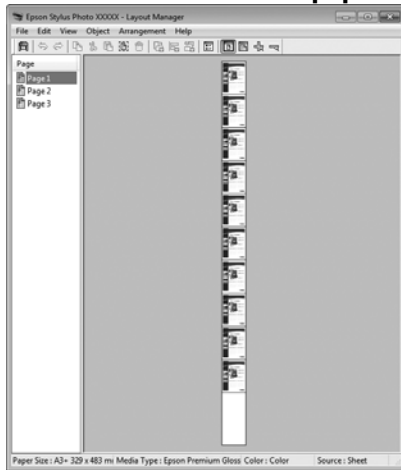 Epson Stylus Photo XXXXX - Layout Manager
File Edit View Object Arrangement Help
Page
Page 1
Page 2
Page 3
Paper Size : A3+ 329 x 483 mi Media Type : Epson Premium Gloss Color : Color Source : Sheet